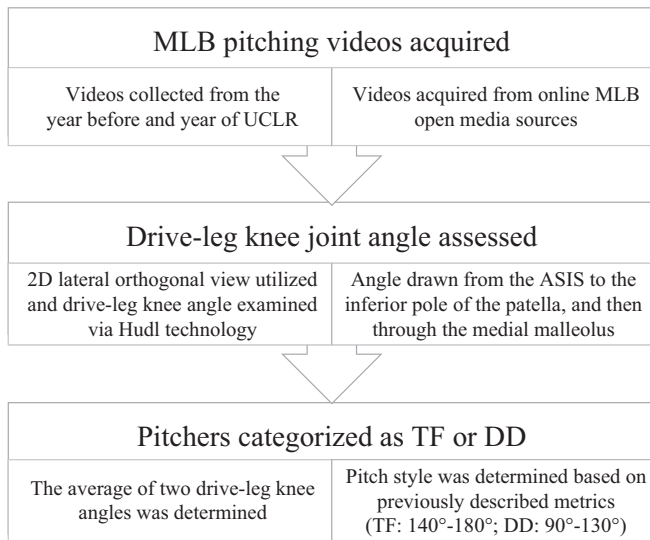 MLB pitching videos acquired
Videos collected from the
year before and year of UCLR
Videos acquired from online MLB
open media sources
Drive-leg knee joint angle assessed
2D lateral orthogonal view utilized
and drive-leg knee angle examined
via Hudl technology
Angle drawn from the ASIS to the
inferior pole of the patella, and then
through the medial malleolus
Pitchers categorized as TF or DD
The average of two drive-leg knee
angles was determined
Pitch style was determined based on
previously described metrics
(TF: 140°-180°; DD: 90°-130°)